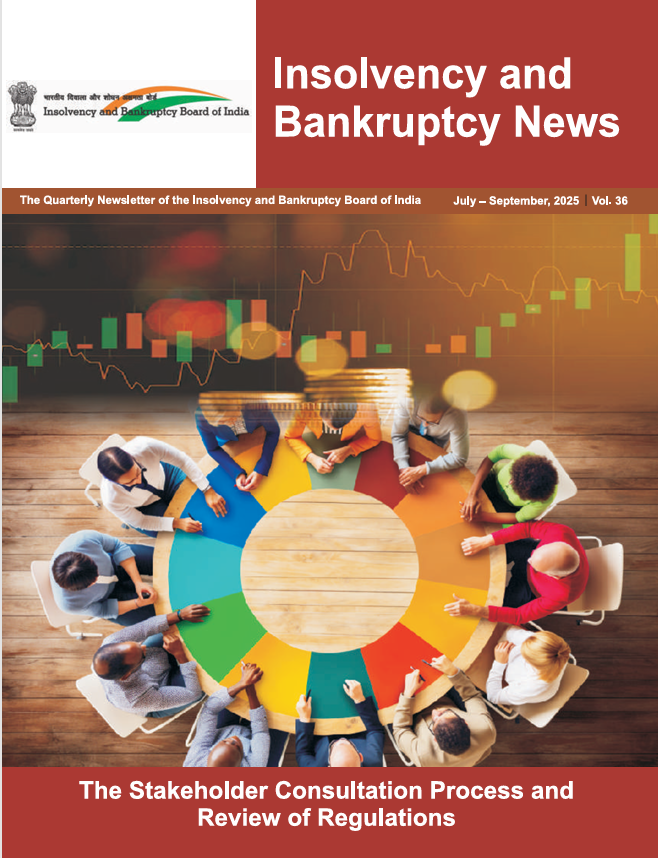 Insolvency and
Bankruptcy News
भारतीय दिवाला और शोधन अक्षमता बोर्ड
Insolvency and Bankruptcy Board of India
The Quarterly Newsletter of the Insolvency and Bankruptcy Board of India July – September, 2025 | Vol. 36
The Stakeholder Consultation Process and
Review of Regulations